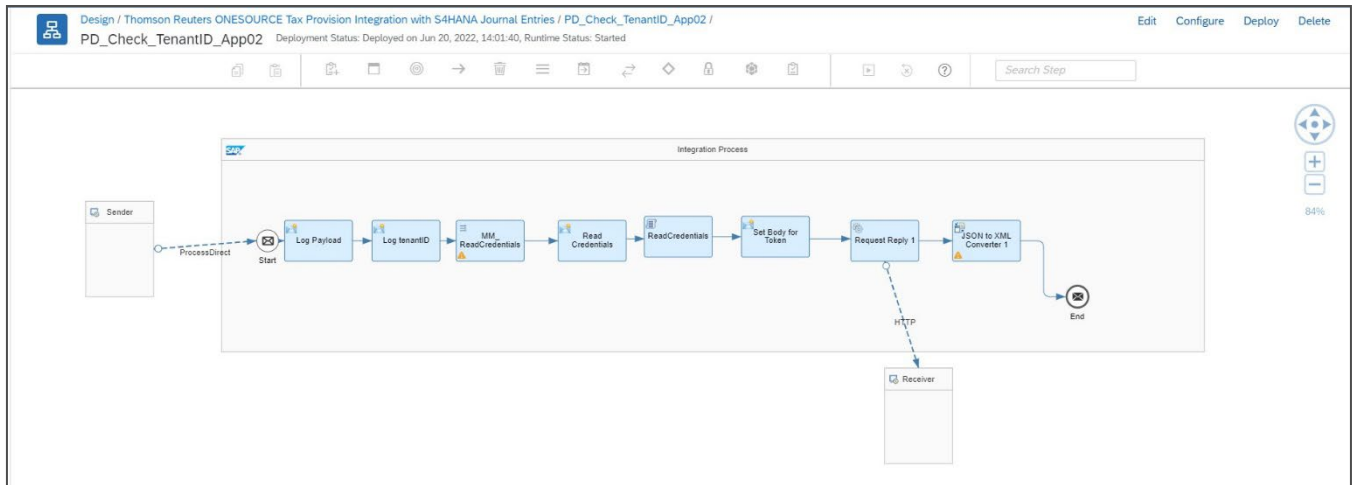 Design / Thomson Reuters ONESOURCE Tax Provision Integration with S4HANA Journal Entries / PD_Check_TenantID_App02 /
Edit Configure Deploy Delete
PD_Check_TenantID_App02 Deployment Status: Deployed on Jun 20, 2022, 14:01:40, Runtime Status: Started
Search Step
SAP
Integration Process
84%
Sender
ProcessDirect
Start
Log Payload
Log tenantID
MM_
ReadCredentials
Read
Credentials
ReadCredentials
Set Body for
Token
Request Reply 1
JSON to XML
Converter 1
End
HTTP
Receiver